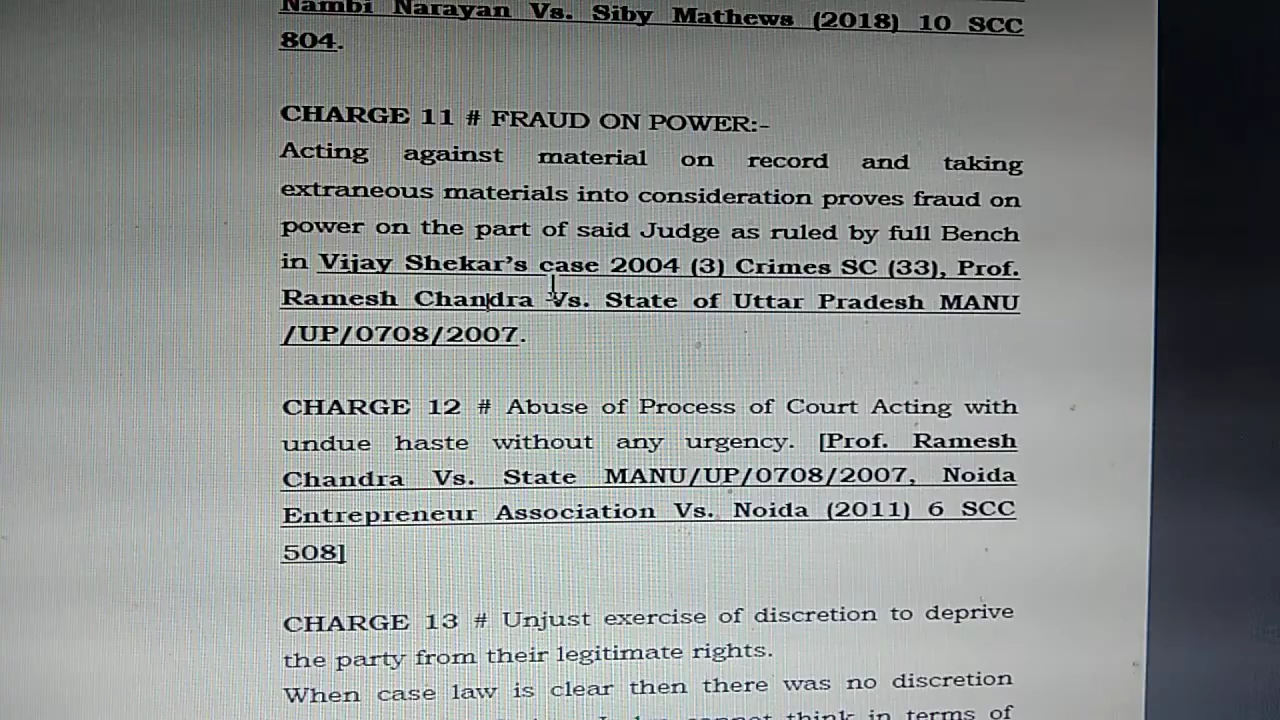 Nambi Narayan Vs. Siby Mathews (2018) 10 SCC
804.
CHARGE 11 # FRAUD ON POWER:-
Acting against material on record and taking
extraneous materials into consideration proves fraud on
power on the part of said Judge as ruled by full Bench
in Vijay Shekar's case 2004 (3) Crimes SC (33), Prof.
Ramesh Chandra Vs. State of Uttar Pradesh MANU
/UP/0708/2007.
CHARGE 12 # Abuse of Process of Court Acting with
undue haste without any urgency. [Prof. Ramesh
Chandra Vs. State MANU/UP/0708/2007, Noida
Entrepreneur Association Vs. Noida (2011) 6 SCC
508]
CHARGE 13 # Unjust exercise of discretion to deprive
the party from their legitimate rights.
When case law is clear then there was no discretion
think in terms of